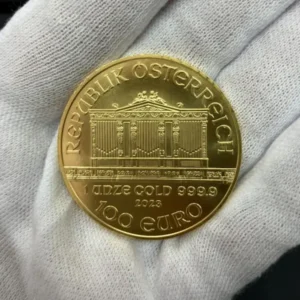 REPUBLIK ÖSTERREICH
1 UNZE GOLD 999.9
2023
100 EURO